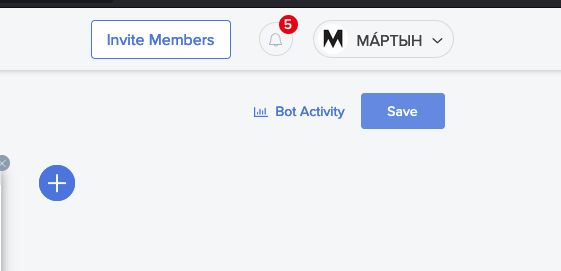 Invite Members
5
МА́РТЫН
Bot Activity
Save